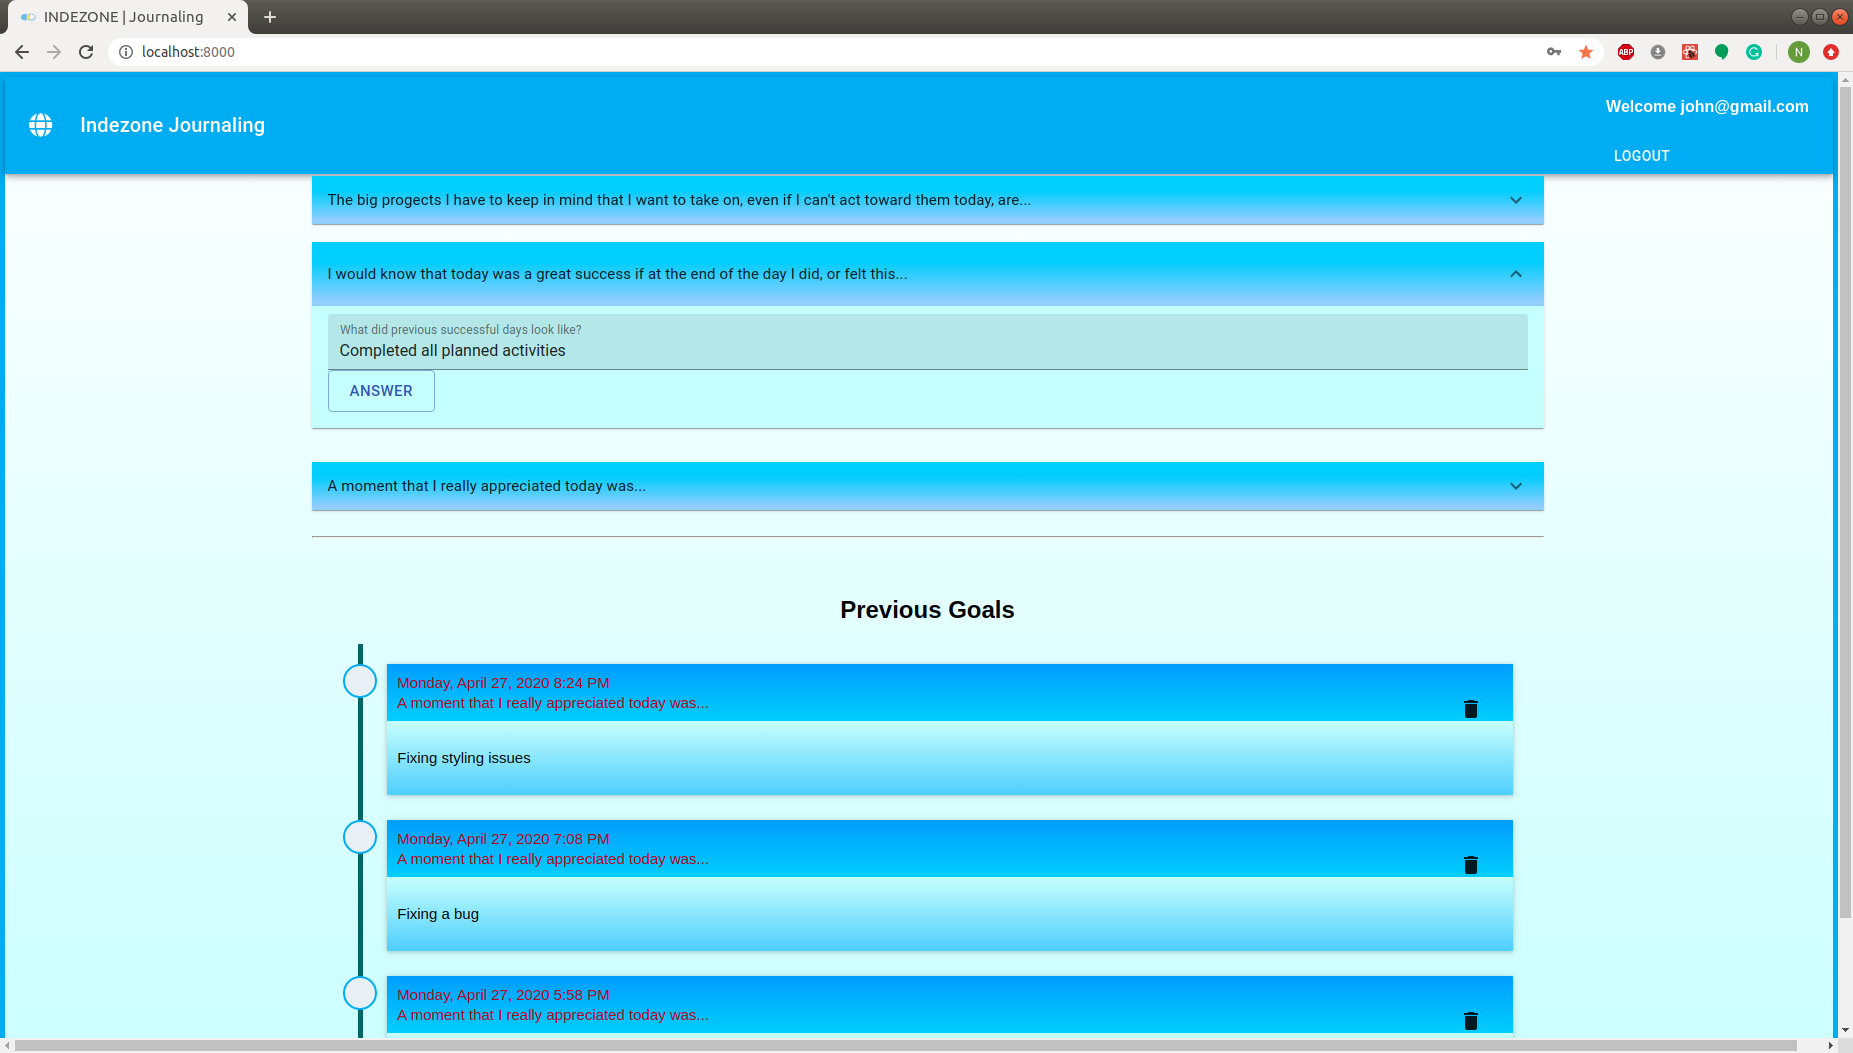 INDEZONE | Journaling
localhost:8000
ABP
G
N
Welcome john@gmail.com
Indezone Journaling
LOGOUT
The big progects I have to keep in mind that I want to take on, even if I can't act toward them today, are...
I would know that today was a great success if at the end of the day I did, or felt this...
What did previous successful days look like?
Completed all planned activities
ANSWER
A moment that I really appreciated today was...
Previous Goals
Monday, April 27, 2020 8:24 PM
A moment that I really appreciated today was...
Fixing styling issues
Monday, April 27, 2020 7:08 PM
A moment that I really appreciated today was...
Fixing a bug
Monday, April 27, 2020 5:58 PM
A moment that I really appreciated today was...